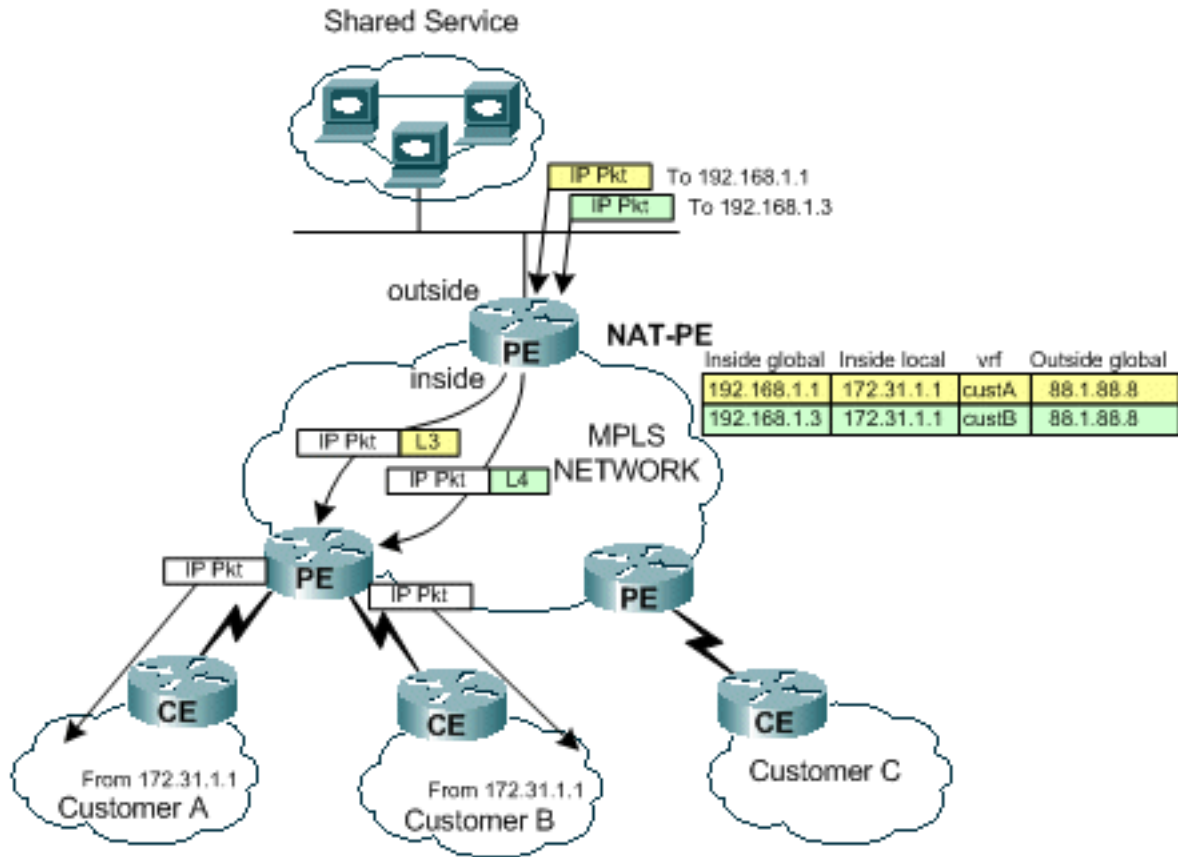 Shared Service
IP Pkt To 192.168.1.1
IP Pkt To 192.168.1.3
outside
PE
NAT-PE
inside
Inside global Inside local vrf Outside global
192.168.1.1 172.31.1.1 custA 88.1.88.8
192.168.1.3 172.31.1.1 custB 88.1.88.8
IP Pkt L3
MPLS
NETWORK
IP Pkt L4
IP Pkt
PE
IP Pkt
PE
CE
CE
CE
From 172.31.1.1
Customer A
From 172.31.1.1
Customer B
Customer C